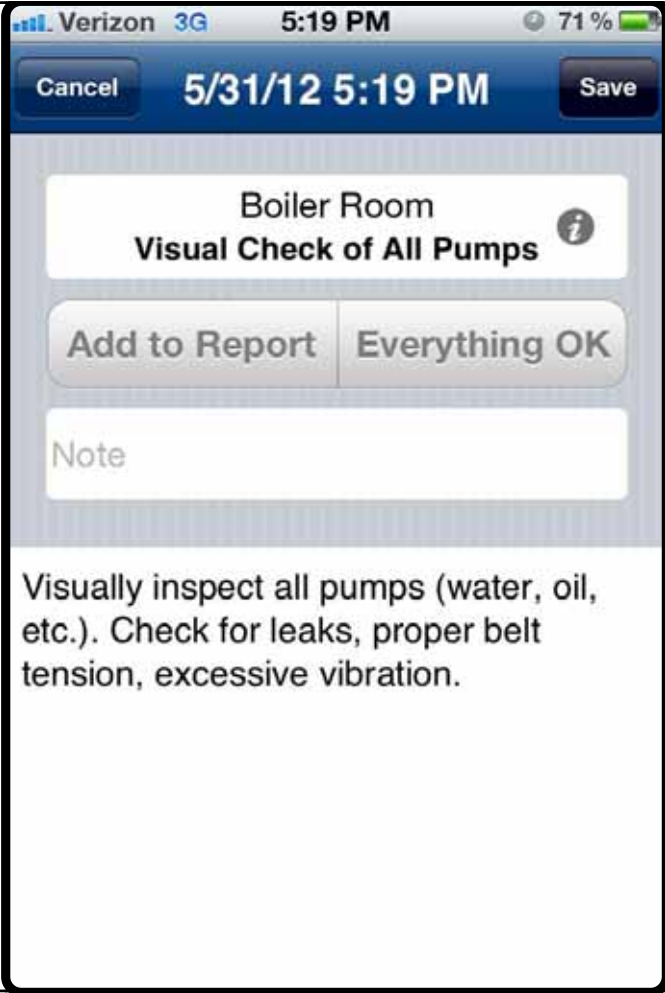 Verizon 3G 5:19 PM 71 %
Cancel 5/31/12 5:19 PM Save
Boiler Room
Visual Check of All Pumps
i
Add to Report Everything OK
Note
Visually inspect all pumps (water, oil,
etc.). Check for leaks, proper belt
tension, excessive vibration.